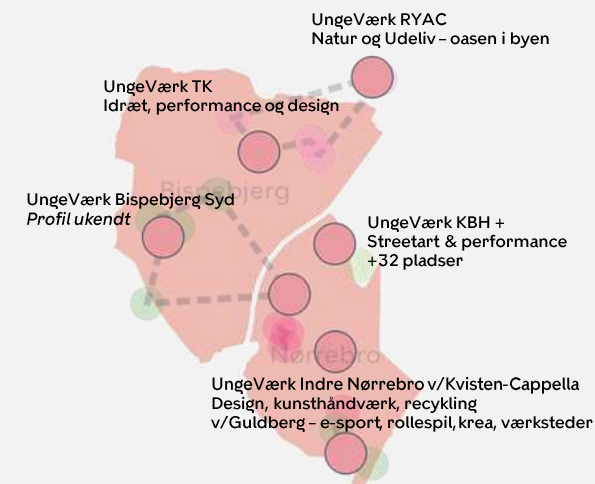 UngeVærk RYAC
Natur og Udeliv – oasen i byen
UngeVærk TK
Idræt, performance og design
Bispebjerg
UngeVærk Bispebjerg Syd
Profil ukendt
UngeVærk KBH +
Streetart & performance
+32 pladser
Nørrebro
UngeVærk Indre Nørrebro v/Kvisten-Cappella
Design, kunsthåndværk, recykling
v/Guldberg – e-sport, rollespil, krea, værksteder